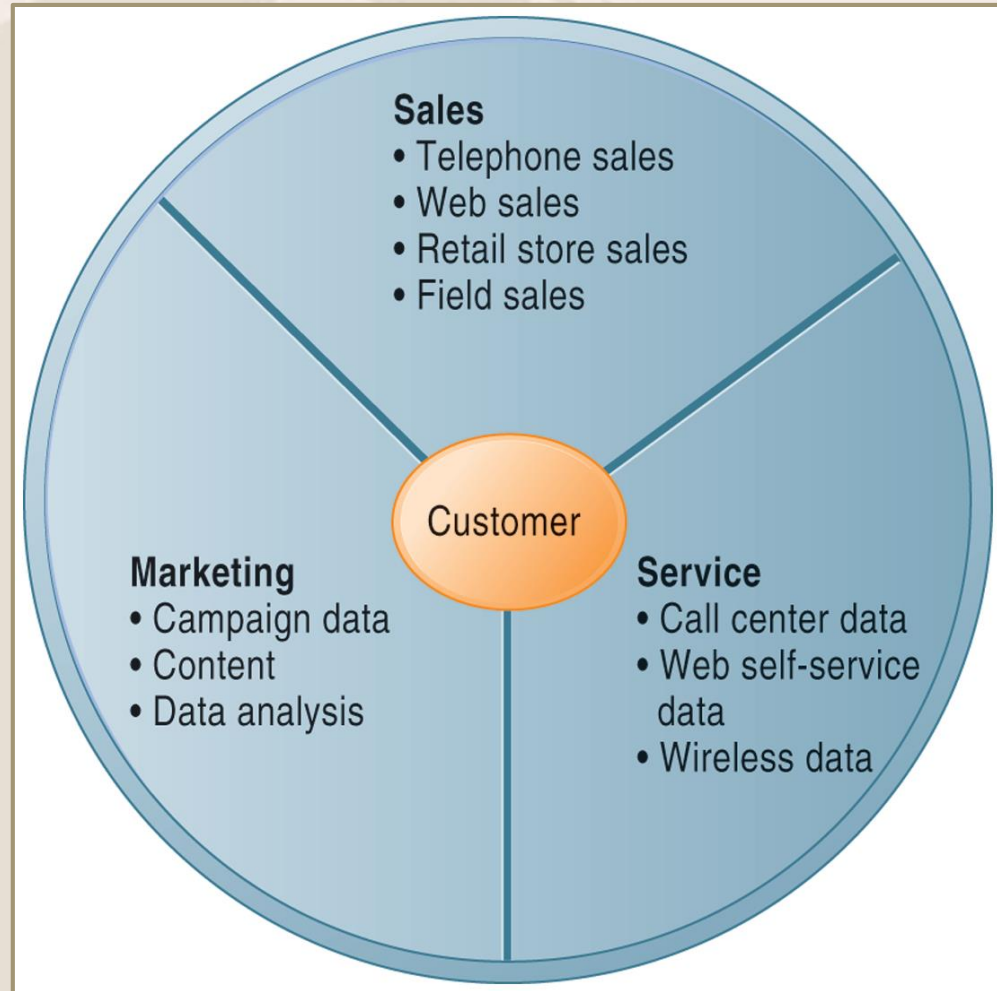 Sales
• Telephone sales
• Web sales
• Retail store sales
• Field sales
Customer
Marketing
• Campaign data
• Content
• Data analysis
Service
• Call center data
• Web self-service
data
• Wireless data